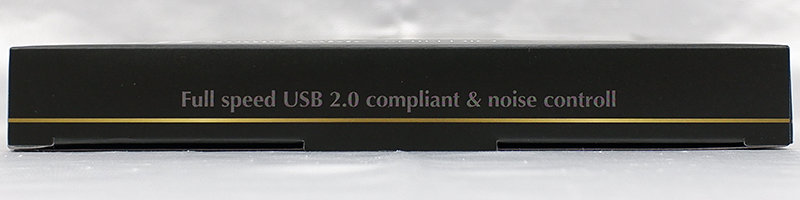 Full speed USB 2.0 compliant & noise controll